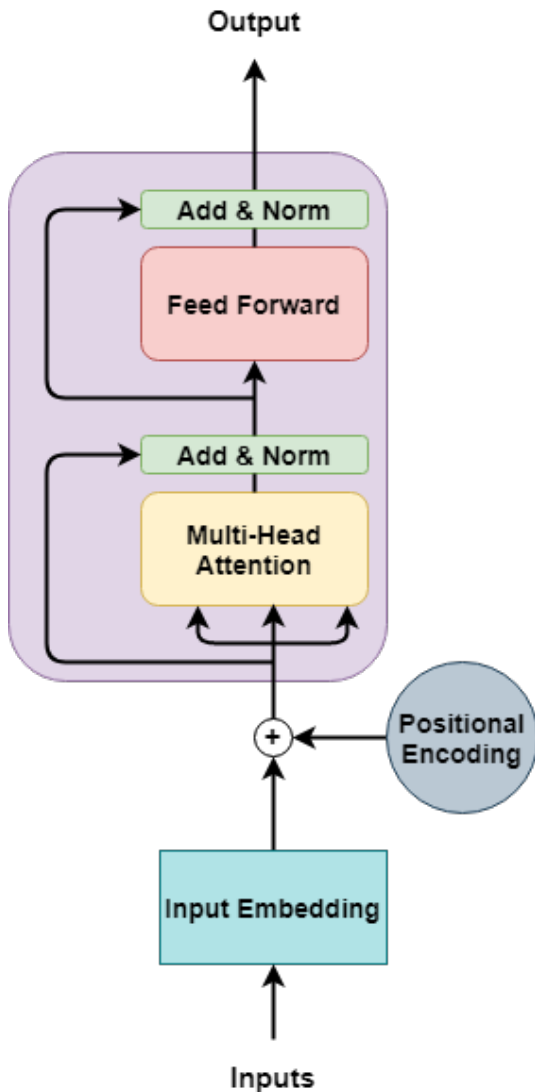 Output
Add & Norm
Feed Forward
Add & Norm
Multi-Head
Attention
+
Positional
Encoding
Input Embedding
Inputs